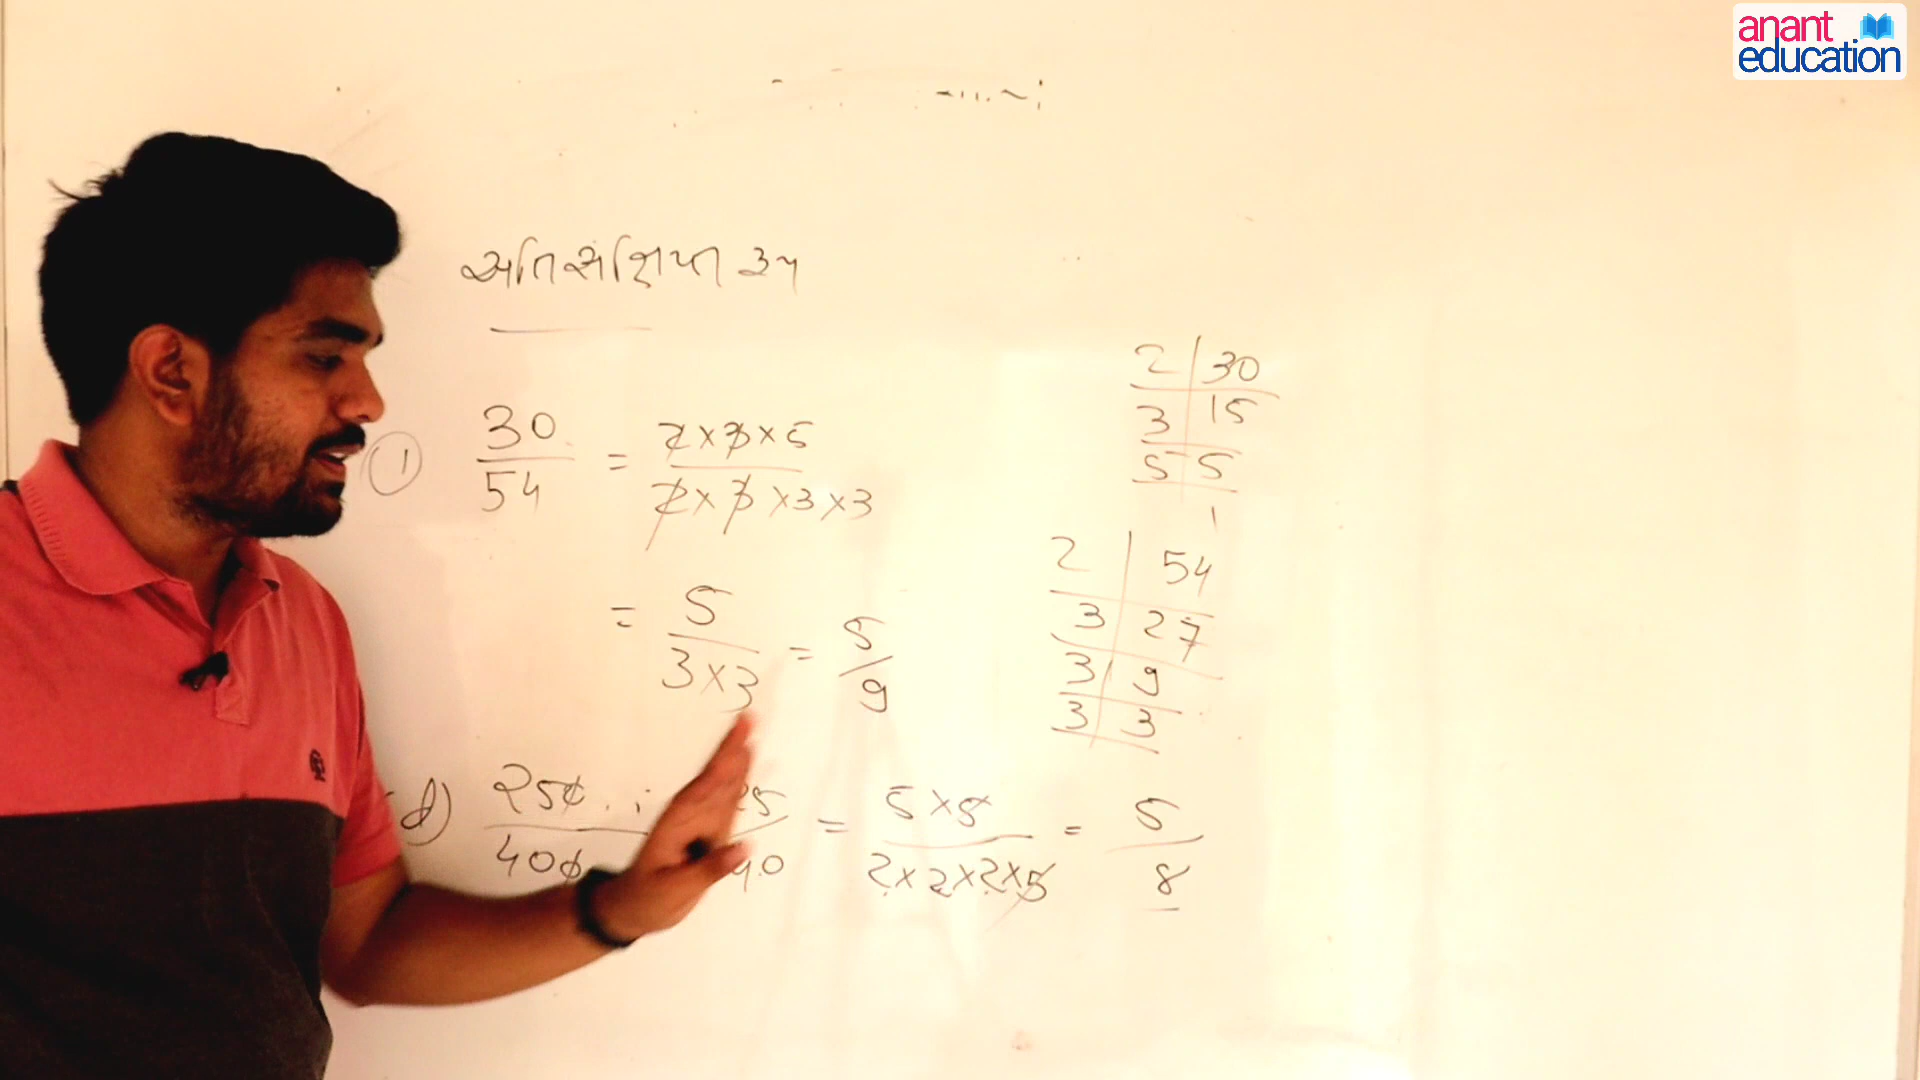 anant
education
અતિસંક્ષિપ્ત રૂપ
① 30/54 = 2×3×5 / 2×3×3×3
= 5 / 3×3 = 5/9
d) 250/400 25/40 = 5×5 / 2×2×2×5 = 5/8
2 | 30
3 | 15
5 | 5
1
2 | 54
3 | 27
3 | 9
3 | 3